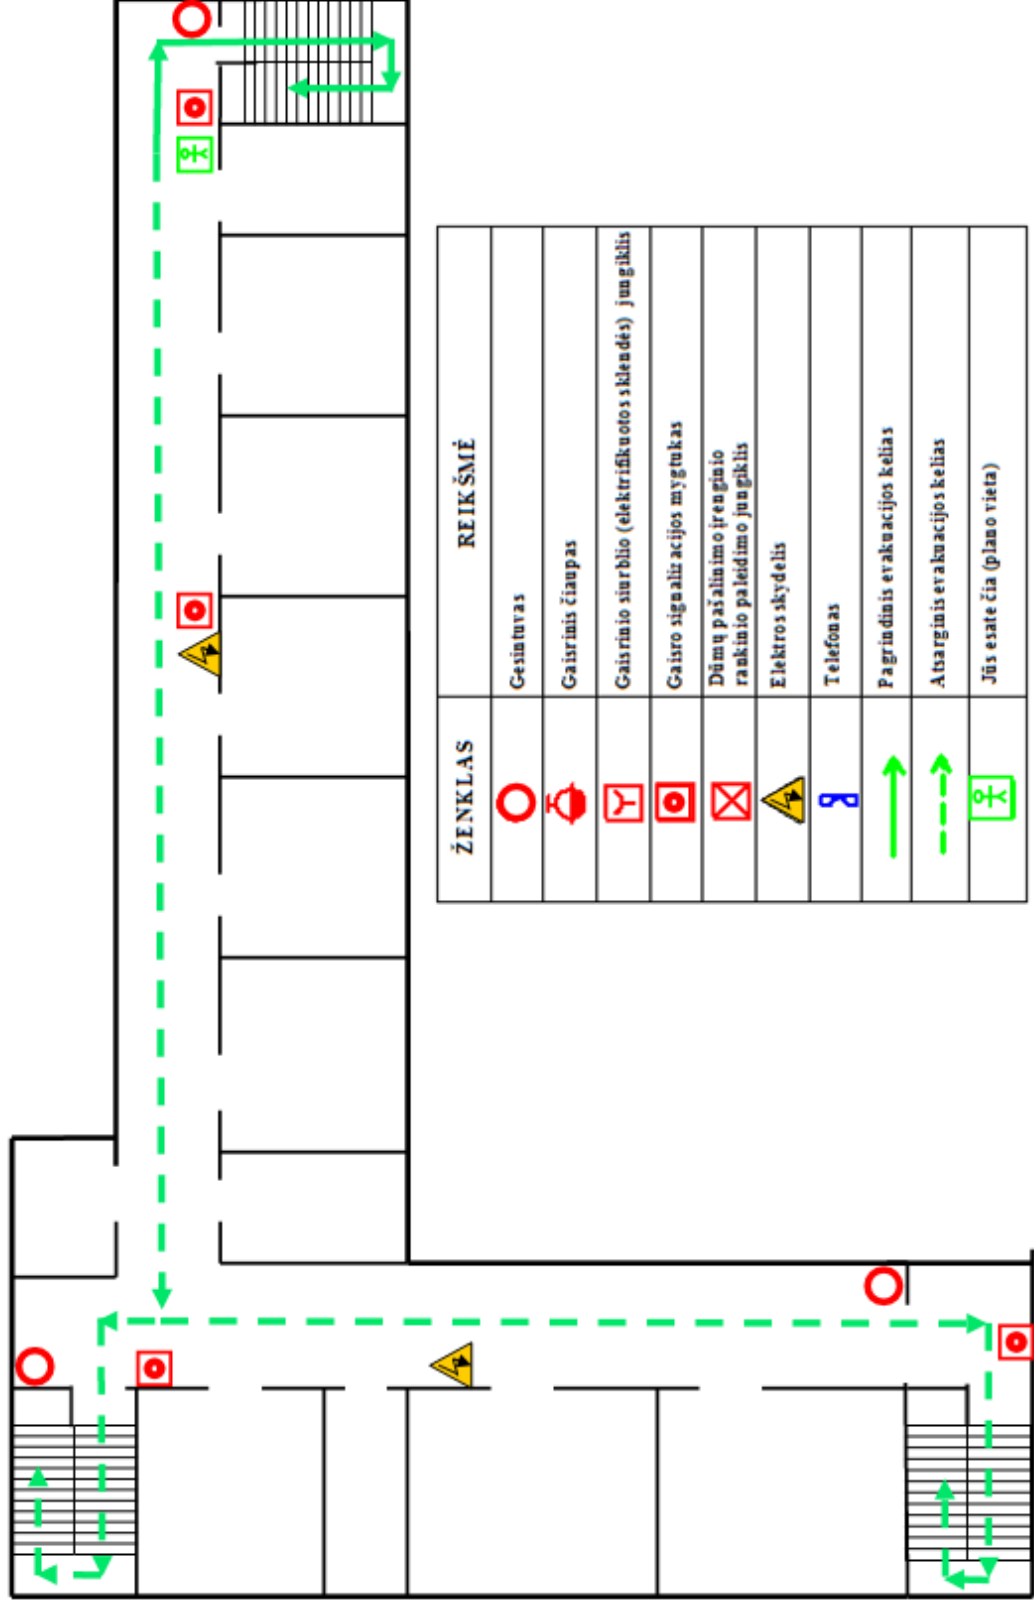 ŽENKLAS REIKŠMĖ
Gesintuvas
Gaisrinis čiaupas
Gaisrinio siurblio (elektrifikuotos sklendės) jungiklis
Gaisro signalizacijos mygtukas
Dūmų pašalinimo įrenginio
rankinio paleidimo jungiklis
Elektros skydelis
Telefonas
Pagrindinis evakuacijos kelias
Atsarginis evakuacijos kelias
Jūs esate čia (plano vieta)